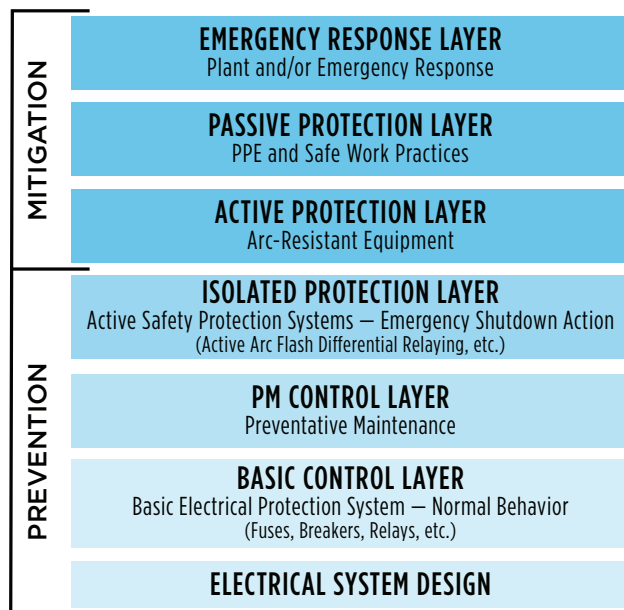 MITIGATION
EMERGENCY RESPONSE LAYER
Plant and/or Emergency Response
PASSIVE PROTECTION LAYER
PPE and Safe Work Practices
ACTIVE PROTECTION LAYER
Arc-Resistant Equipment
PREVENTION
ISOLATED PROTECTION LAYER
Active Safety Protection Systems – Emergency Shutdown Action
(Active Arc Flash Differential Relaying, etc.)
PM CONTROL LAYER
Preventative Maintenance
BASIC CONTROL LAYER
Basic Electrical Protection System – Normal Behavior
(Fuses, Breakers, Relays, etc.)
ELECTRICAL SYSTEM DESIGN